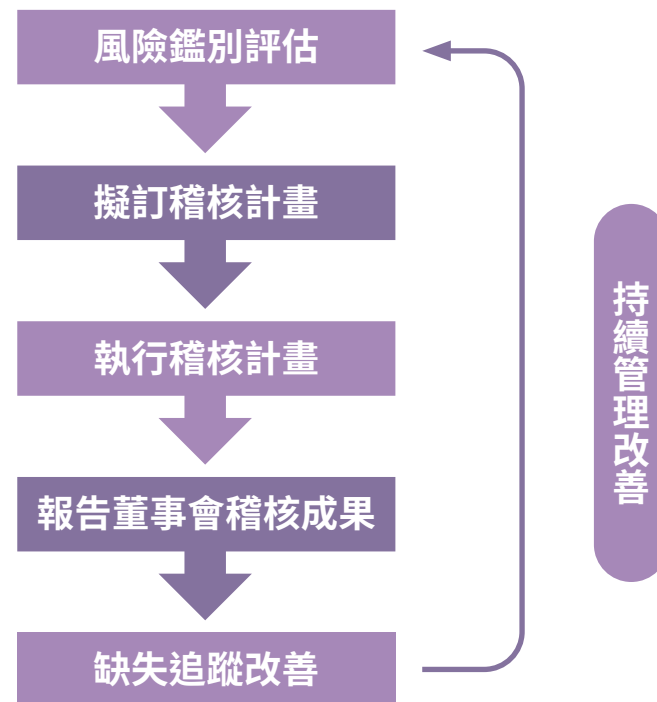 風險鑑別評估
擬訂稽核計畫
執行稽核計畫
報告董事會稽核成果
缺失追蹤改善
持續管理改善